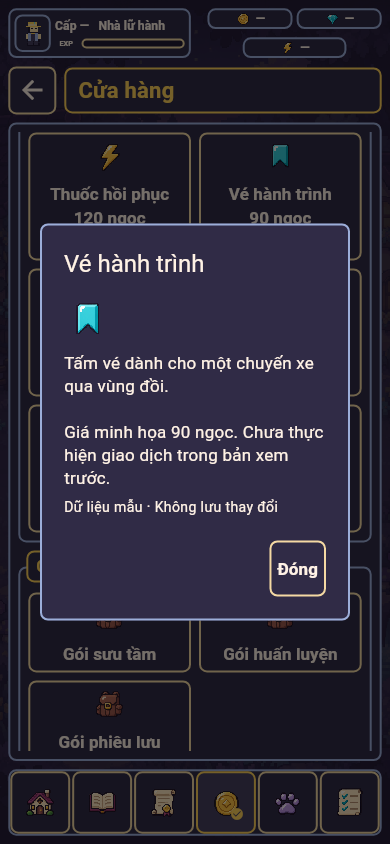 Cấp — Nhà lữ hành
EXP
—
—
—
Cửa hàng
Thuốc hồi phục
120 ngọc
Vé hành trình
90 ngọc
Vé hành trình
Tấm vé dành cho một chuyến xe
qua vùng đồi.
Giá minh họa 90 ngọc. Chưa thực
hiện giao dịch trong bản xem
trước.
Dữ liệu mẫu · Không lưu thay đổi
Đóng
Gói sưu tầm
Gói huấn luyện
Gói phiêu lưu